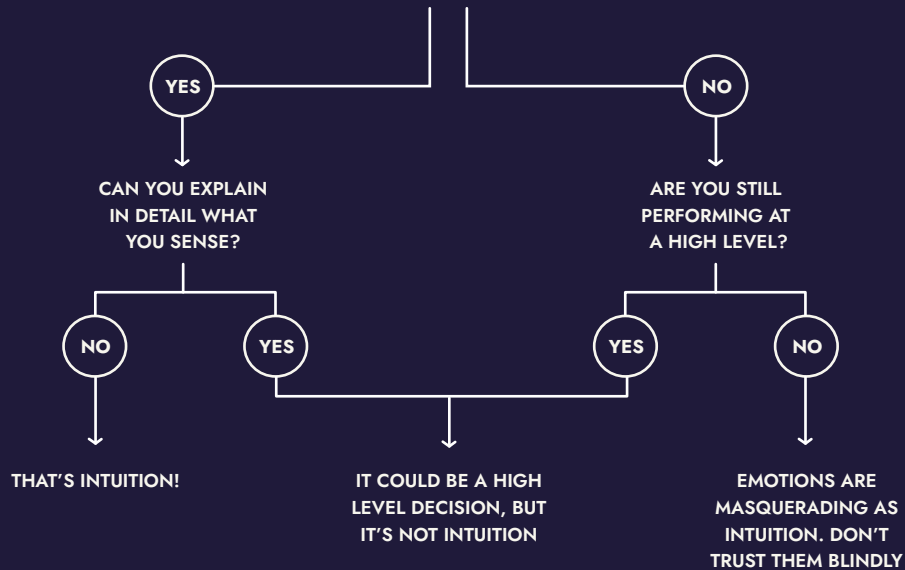 YES
NO
CAN YOU EXPLAIN
IN DETAIL WHAT
YOU SENSE?
ARE YOU STILL
PERFORMING AT
A HIGH LEVEL?
NO
YES
YES
NO
THAT'S INTUITION!
IT COULD BE A HIGH
LEVEL DECISION, BUT
IT'S NOT INTUITION
EMOTIONS ARE
MASQUERADING AS
INTUITION. DON'T
TRUST THEM BLINDLY